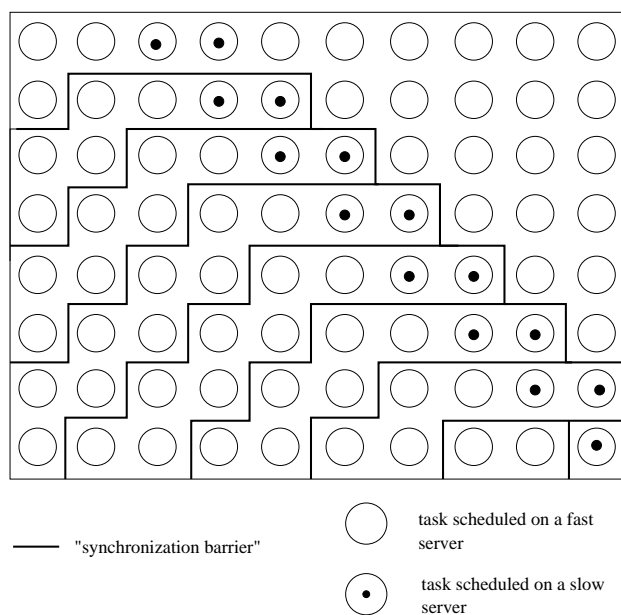 task scheduled on a fast
server
"synchronization barrier"
task scheduled on a slow
server